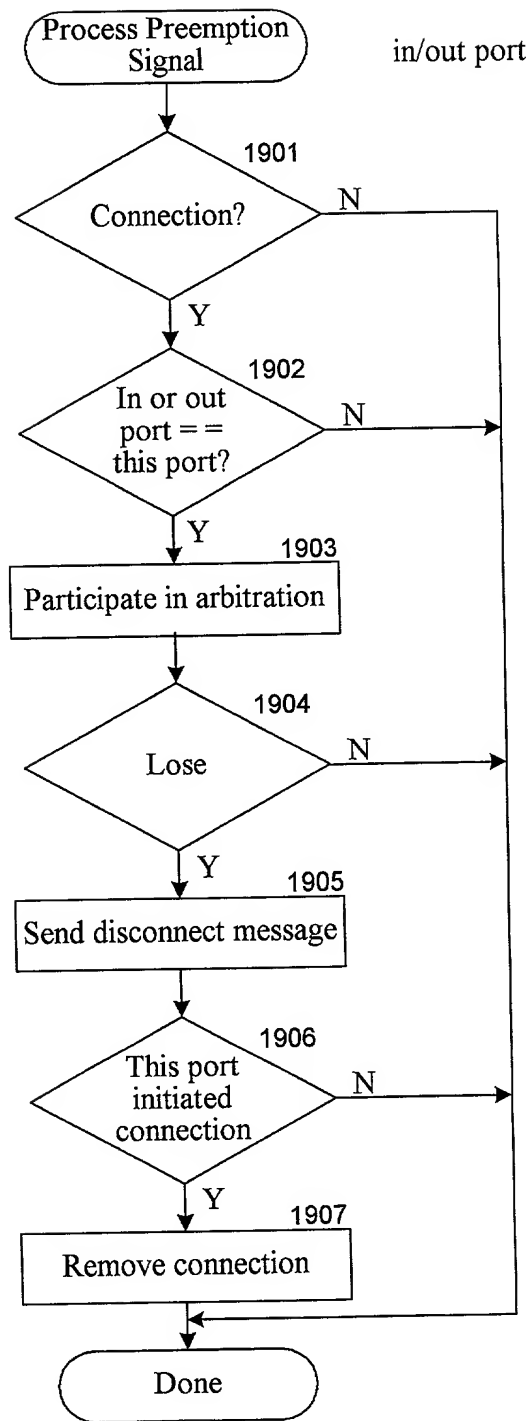 Process Preemption
Signal
in/out port
1901
Connection?
N
Y
1902
In or out
port = =
this port?
N
Y
1903
Participate in arbitration
1904
Lose
N
Y
1905
Send disconnect message
1906
This port
initiated
connection
N
Y
1907
Remove connection
Done